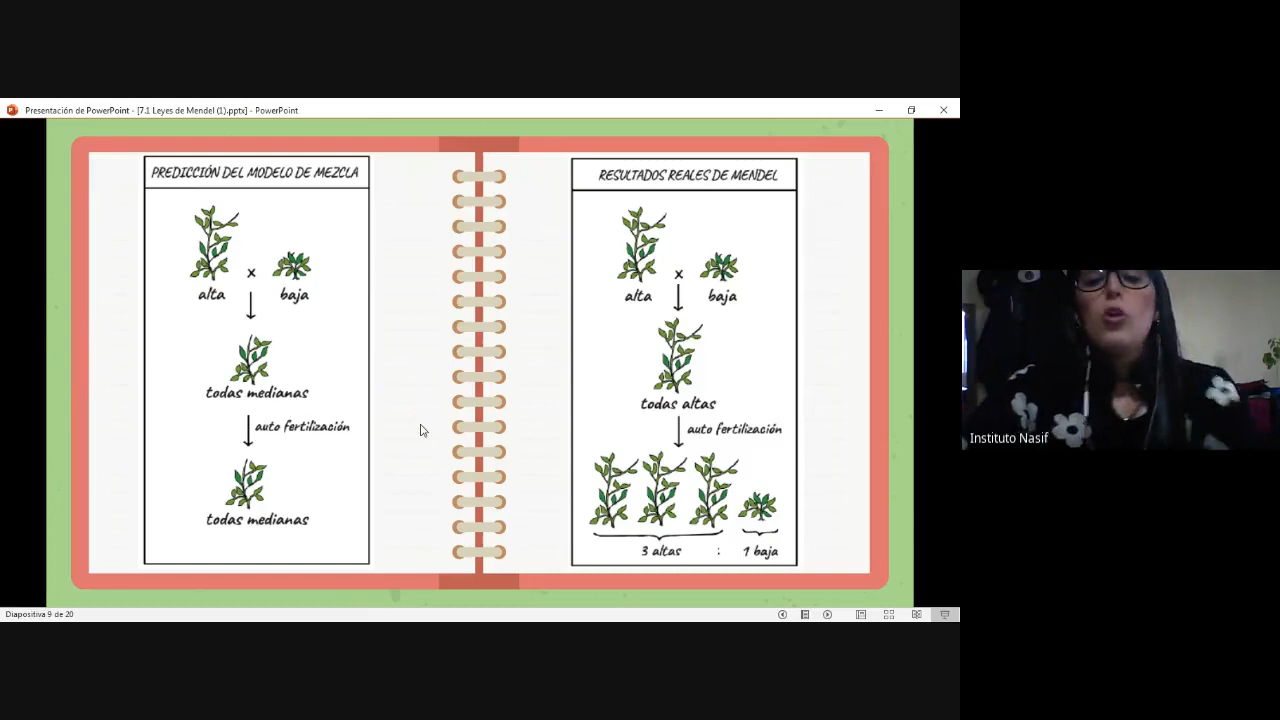 Presentación de PowerPoint - [7.1 Leyes de Mendel (1).pptx] - PowerPoint
PREDICCIÓN DEL MODELO DE MEZCLA
x
alta baja
todas medianas
auto fertilización
todas medianas
RESULTADOS REALES DE MENDEL
x
alta baja
todas altas
auto fertilización
3 altas : 1 baja
Instituto Nasif
Diapositiva 9 de 20